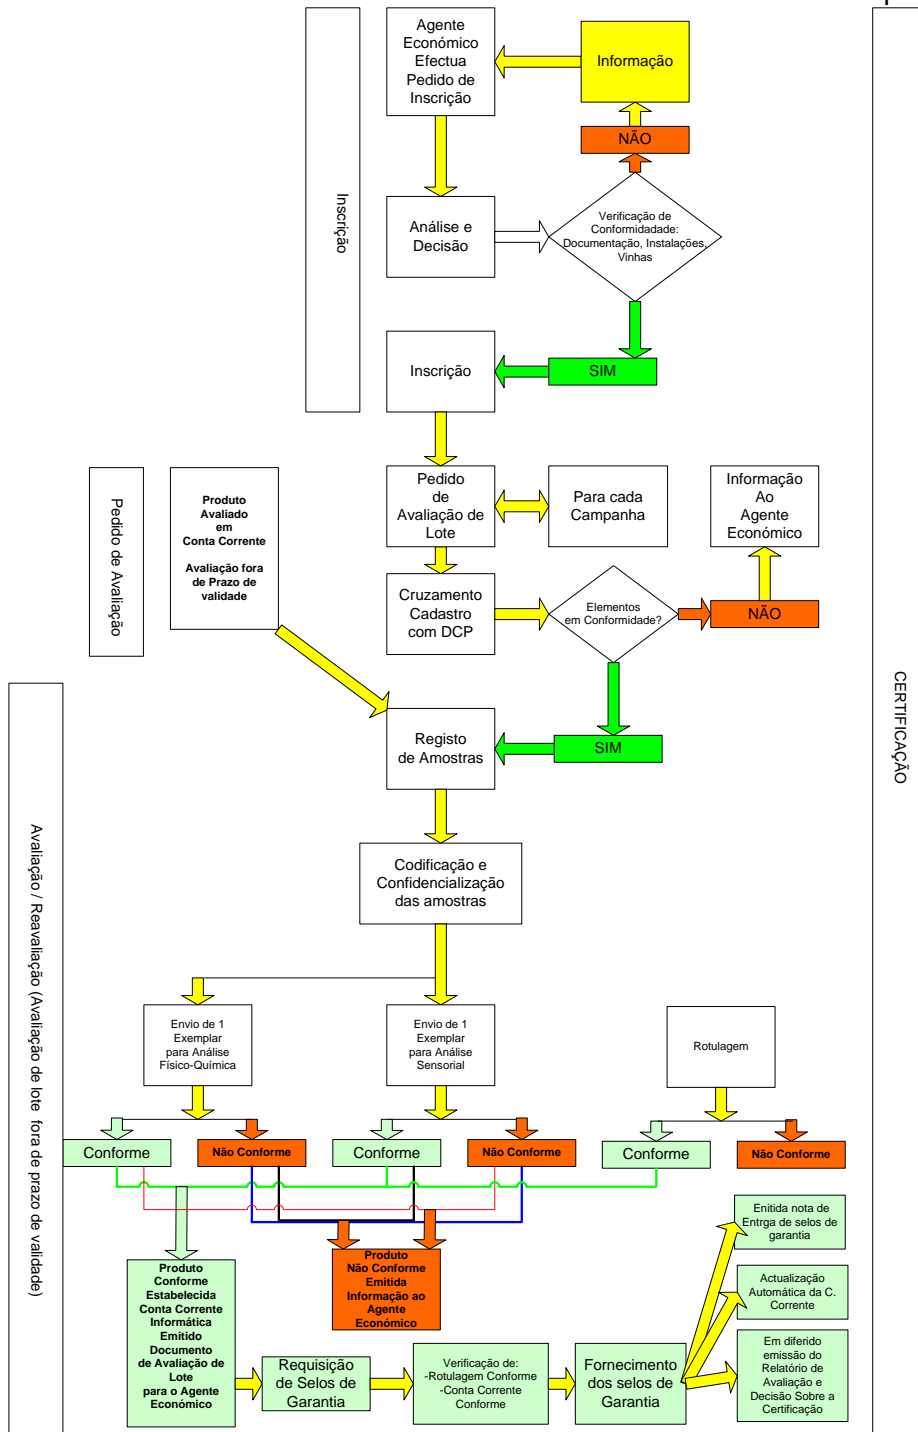 Agente
Económico
Efectua
Pedido de
Inscrição
Informação
NÃO
Inscrição
Análise e
Decisão
Verificação de
Conformidadade:
Documentação, Instalações,
Vinhas
Inscrição
SIM
Pedido de Avaliação
Produto
Avaliado
em
Conta Corrente
Avaliação fora
de Prazo de
validade
Pedido
de
Avaliação de
Lote
Para cada
Campanha
Informação
Ao
Agente
Económico
Cruzamento
Cadastro
com DCP
Elementos
em Conformidade?
NÃO
CERTIFICAÇÃO
Registo
de Amostras
SIM
Avaliação / Reavaliação (Avaliação de lote fora de prazo de validade)
Codificação e
Confidencialização
das amostras
Envio de 1
Exemplar
para Análise
Físico-Química
Envio de 1
Exemplar
para Análise
Sensorial
Rotulagem
Conforme
Não Conforme
Conforme
Não Conforme
Conforme
Não Conforme
Produto
Conforme
Estabelecida
Conta Corrente
Informática
Emitido
Documento
de Avaliação de
Lote
para o Agente
Económico
Produto
Não Conforme
Emitida
Informação ao
Agente
Económico
Enitida nota de
Entrga de selos de
garantia
Actualização
Automática da C.
Corrente
Requisição
de Selos de
Garantia
Verificação de:
-Rotulagem Conforme
-Conta Corrente
Conforme
Fornecimento
dos selos de
Garantia
Em diferido
emissão do
Relatório de
Avaliação e
Decisão Sobre a
Certificação